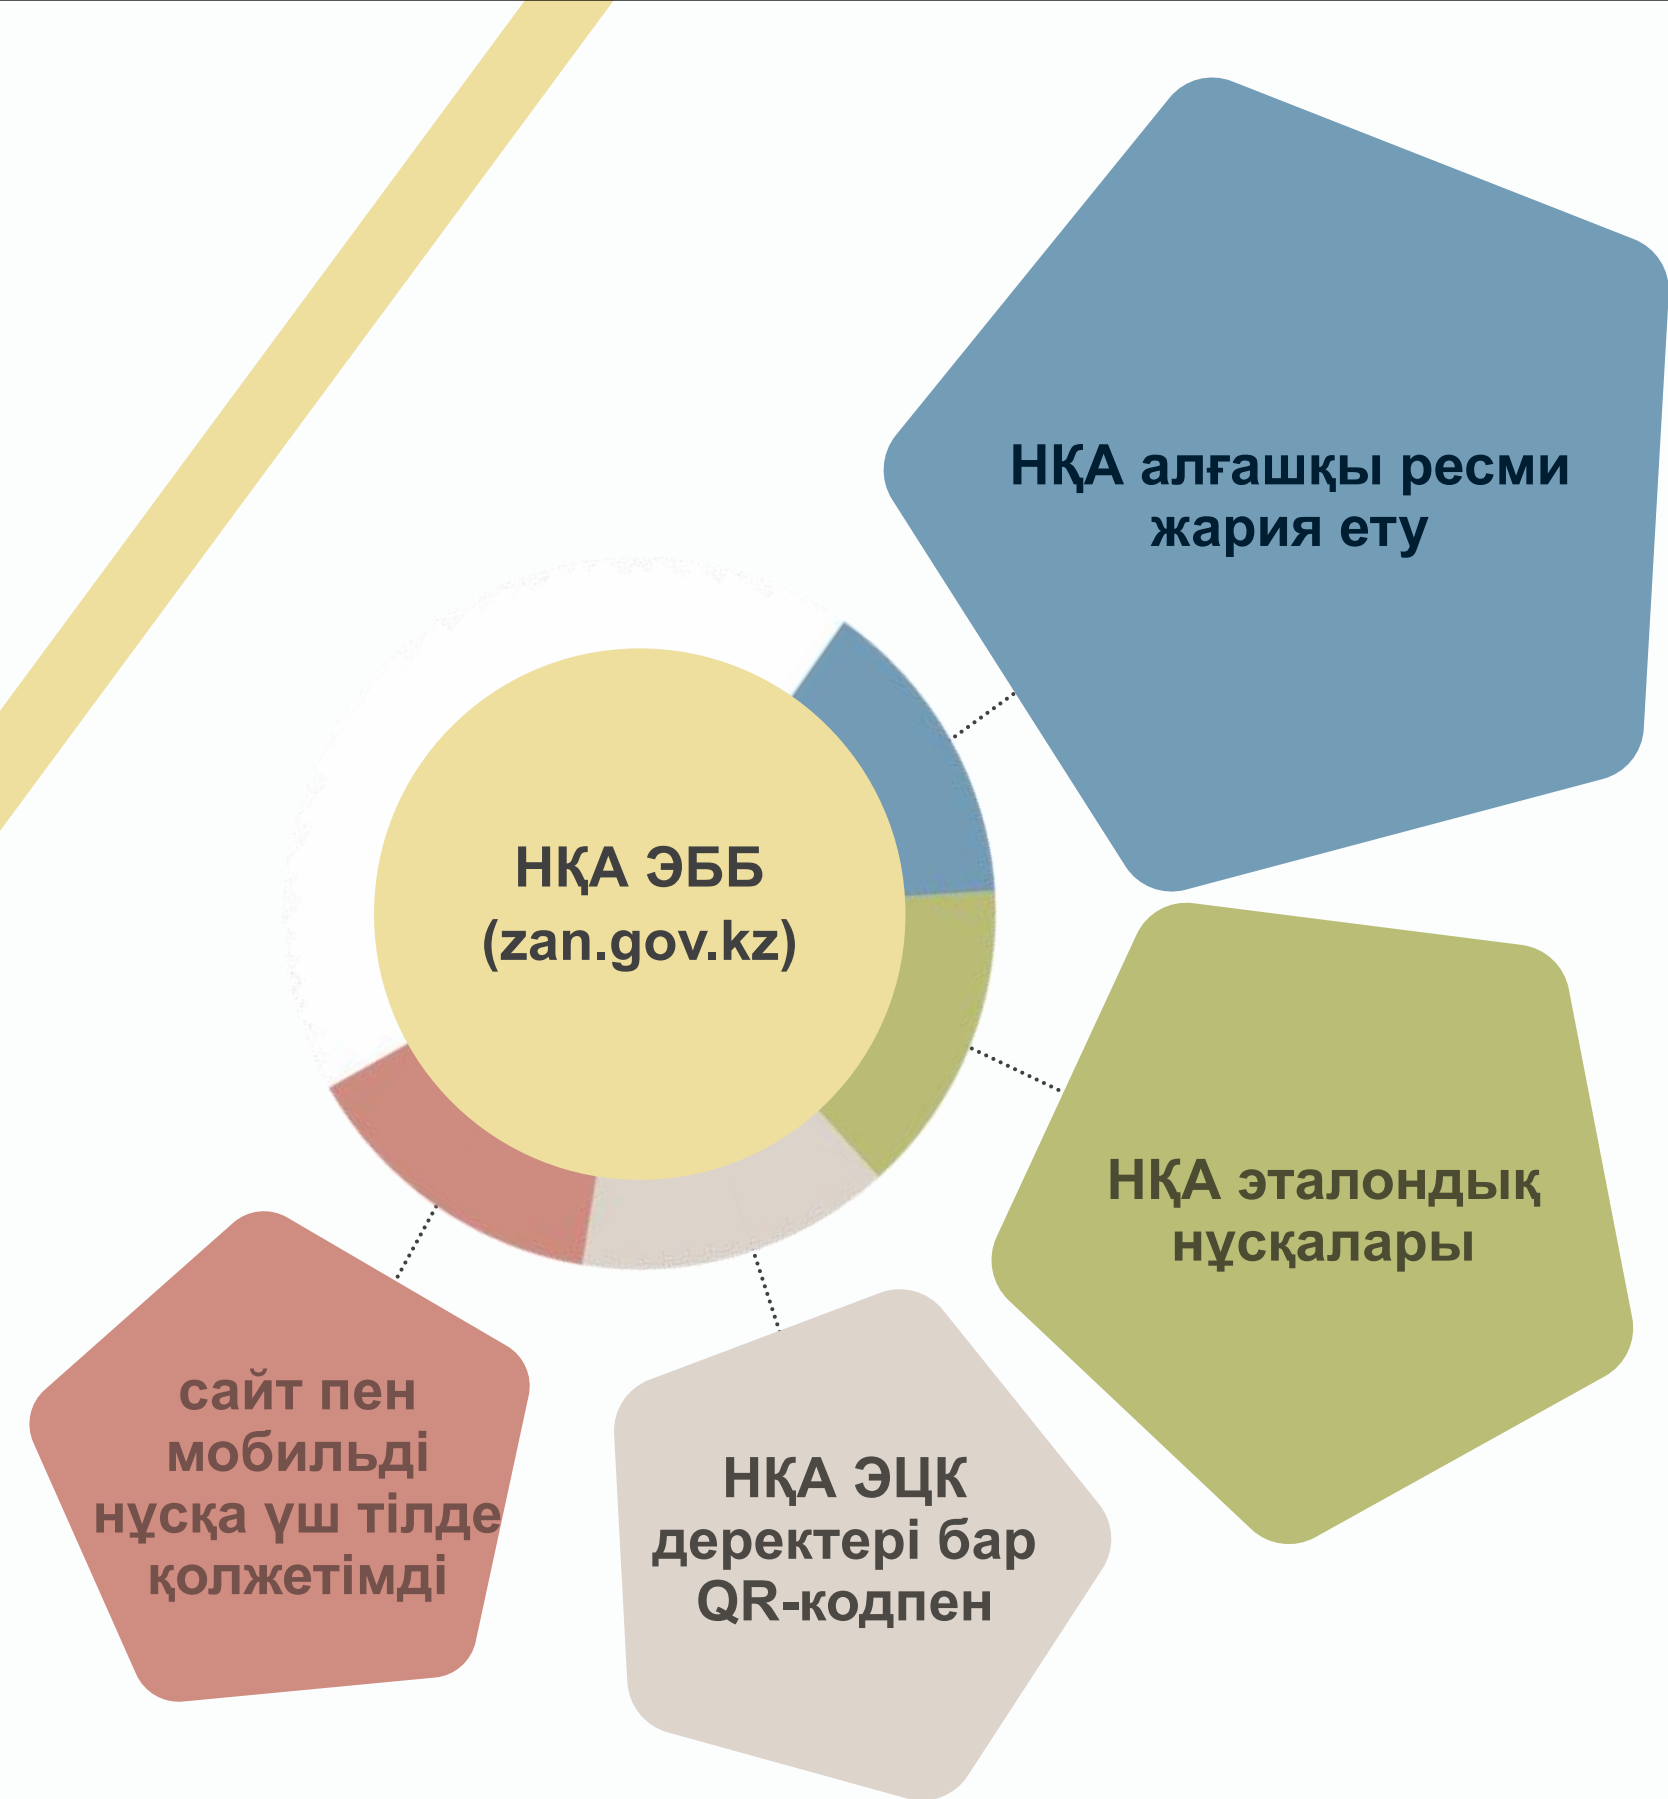 НҚА алғашқы ресми
жария ету
НҚА ЭББ
(zan.gov.kz)
НҚА эталондық
нұсқалары
НҚА ЭЦК
деректері бар
QR-кодпен
сайт пен
мобильді
нұсқа үш тілде
қолжетімді